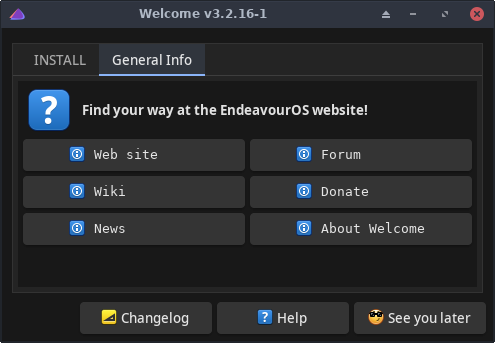 Welcome v3.2.16-1
INSTALL General Info
Find your way at the EndeavourOS website!
Web site Forum
Wiki Donate
News About Welcome
Changelog Help See you later